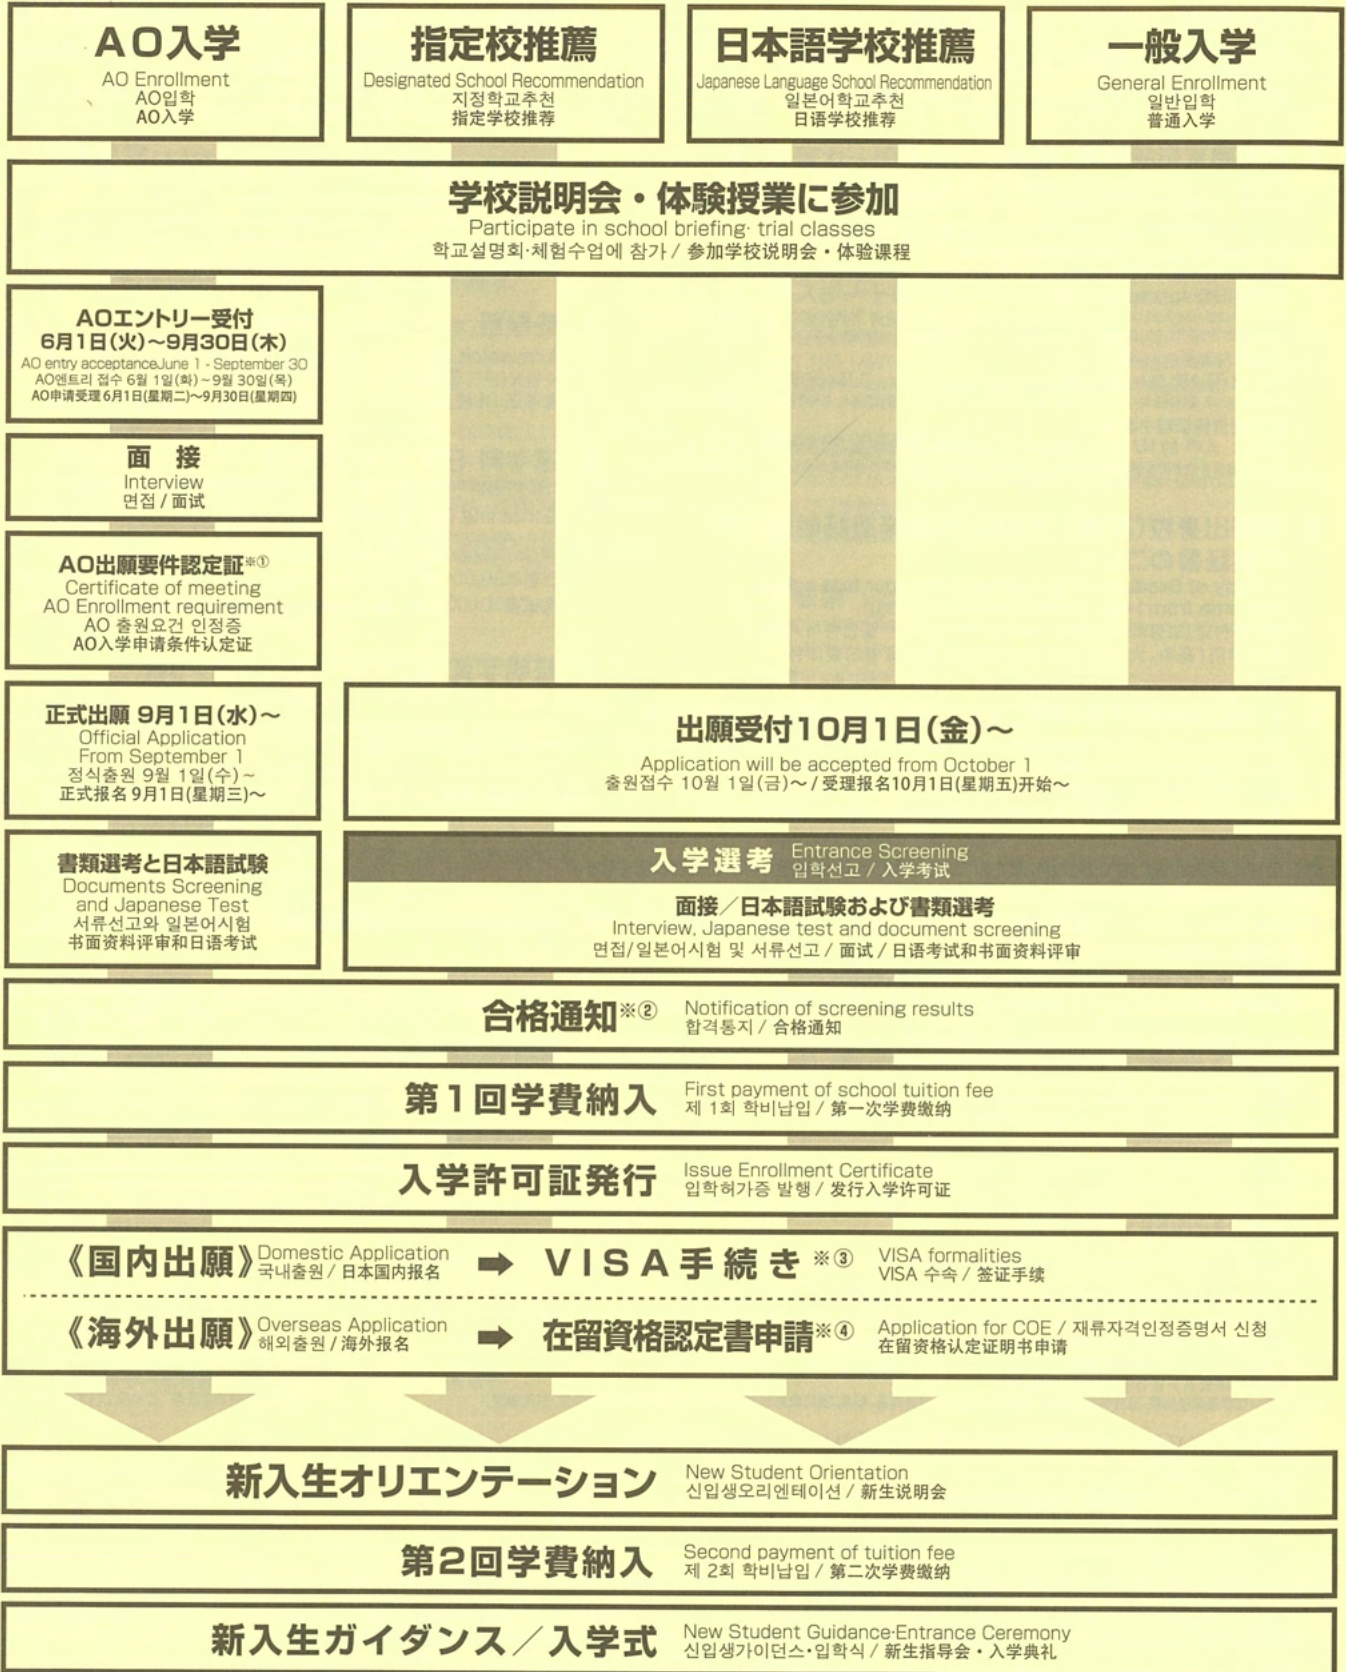 AO入学
AO Enrollment
AO입학
AO入学
指定校推薦
Designated School Recommendation
지정학교추천
指定学校推荐
日本語学校推薦
Japanese Language School Recommendation
일본어학교추천
日语学校推荐
一般入学
General Enrollment
일반입학
普通入学
学校説明会・体験授業に参加
Participate in school briefing· trial classes
학교설명회·체험수업에 참가 / 参加学校说明会・体验课程
AOエントリー受付
6月1日(火)～9月30日(木)
AO entry acceptanceJune 1 - September 30
AO엔트리 접수 6월 1일(화)~9월 30일(목)
AO申请受理6月1日(星期二)～9月30日(星期四)
面 接
Interview
면접 / 面试
AO出願要件認定証※①
Certificate of meeting
AO Enrollment requirement
AO 출원요건 인정증
AO入学申请条件认定证
正式出願 9月1日(水)～
Official Application
From September 1
정식출원 9월 1일(수)~
正式报名 9月1日(星期三)～
出願受付10月1日(金)～
Application will be accepted from October 1
출원접수 10월 1일(금)～ / 受理报名10月1日(星期五)开始～
書類選考と日本語試験
Documents Screening
and Japanese Test
서류선고와 일본어시험
书面资料评审和日语考试
入学選考 Entrance Screening
입학선고 / 入学考试
面接／日本語試験および書類選考
Interview, Japanese test and document screening
면접/일본어시험 및 서류선고 / 面试 / 日语考试和书面资料评审
合格通知※② Notification of screening results
합격통지 / 合格通知
第1回学費納入 First payment of school tuition fee
제 1회 학비납입 / 第一次学费缴纳
入学許可証発行 Issue Enrollment Certificate
입학허가증 발행 / 发行入学许可证
《国内出願》 Domestic Application ➡ VISA手続き※③ VISA formalities
국내출원 / 日本国内报名 VISA 수속 / 签证手续
《海外出願》 Overseas Application ➡ 在留資格認定書申請※④ Application for COE / 재류자격인정증명서 신청
해외출원 / 海外报名 在留资格认定证明书申请
新入生オリエンテーション New Student Orientation
신입생오리엔테이션 / 新生说明会
第2回学費納入 Second payment of tuition fee
제 2회 학비납입 / 第二次学费缴纳
新入生ガイダンス／入学式 New Student Guidance·Entrance Ceremony
신입생가이던스・입학식 / 新生指导会・入学典礼